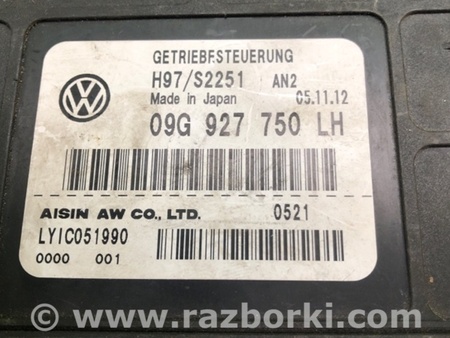 GETRIEBESTEUERUNG
H97/S2251 AN2
Made in Japan 05.11.12
09G 927 750 LH
AISIN AW CO., LTD. 0521
LYIC051990
0000 001
© www.razborki.com